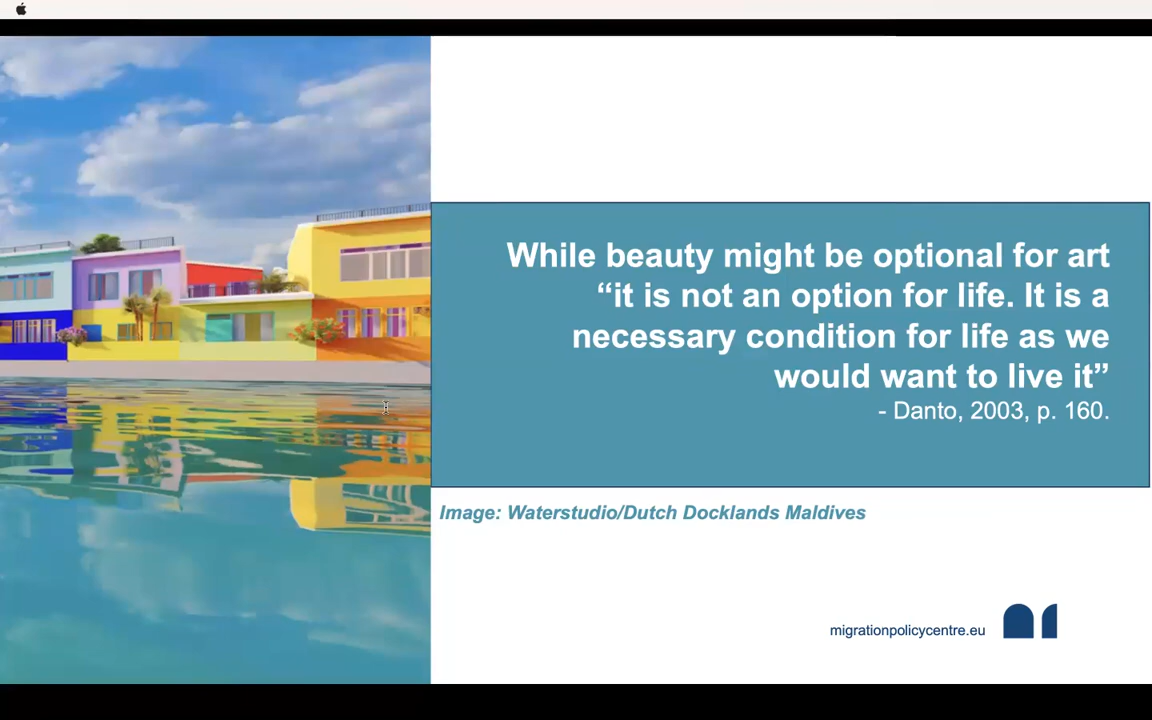 While beauty might be optional for art
“it is not an option for life. It is a
necessary condition for life as we
would want to live it”
- Danto, 2003, p. 160.
Image: Waterstudio/Dutch Docklands Maldives
migrationpolicycentre.eu